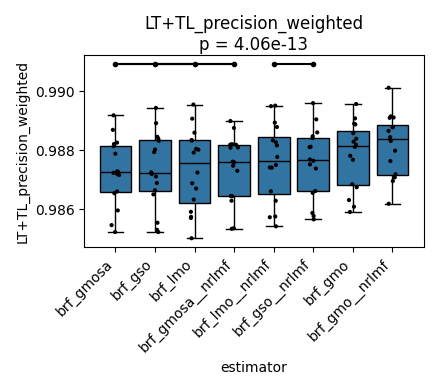 LT+TL_precision_weighted
p = 4.06e-13
LT+TL_precision_weighted
0.990
0.988
0.986
brf_gmosa
brf_gso
brf_lmo
brf_gmosa__nrlmf
brf_lmo__nrlmf
brf_gso__nrlmf
brf_gmo
brf_gmo__nrlmf
estimator